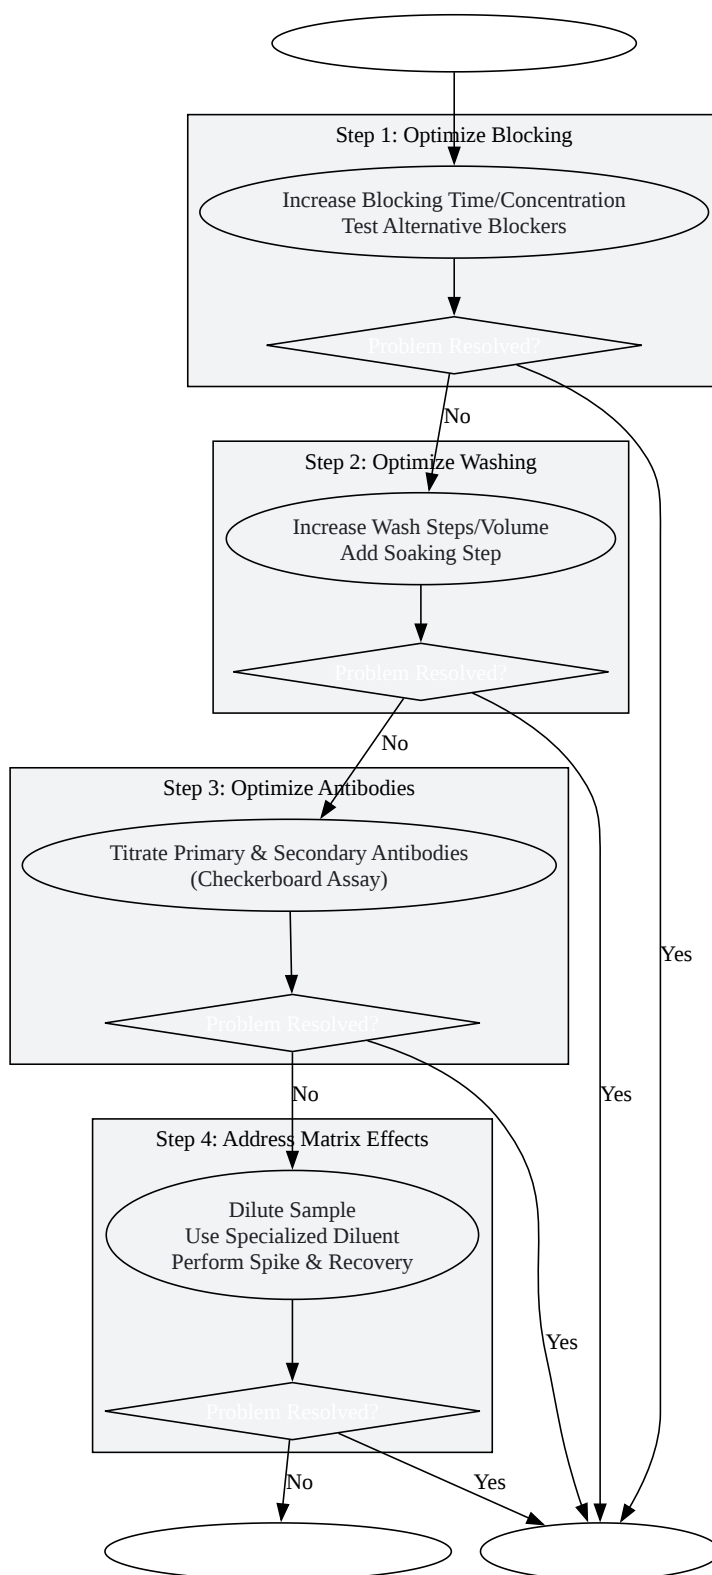 Step 1: Optimize Blocking
Increase Blocking Time/Concentration
Test Alternative Blockers
Problem Resolved?
No
Step 2: Optimize Washing
Increase Wash Steps/Volume
Add Soaking Step
Problem Resolved?
No
Step 3: Optimize Antibodies
Titrate Primary & Secondary Antibodies
(Checkerboard Assay)
Yes
Problem Resolved?
No
Yes
Step 4: Address Matrix Effects
Dilute Sample
Use Specialized Diluent
Perform Spike & Recovery
Yes
Problem Resolved?
No
Yes